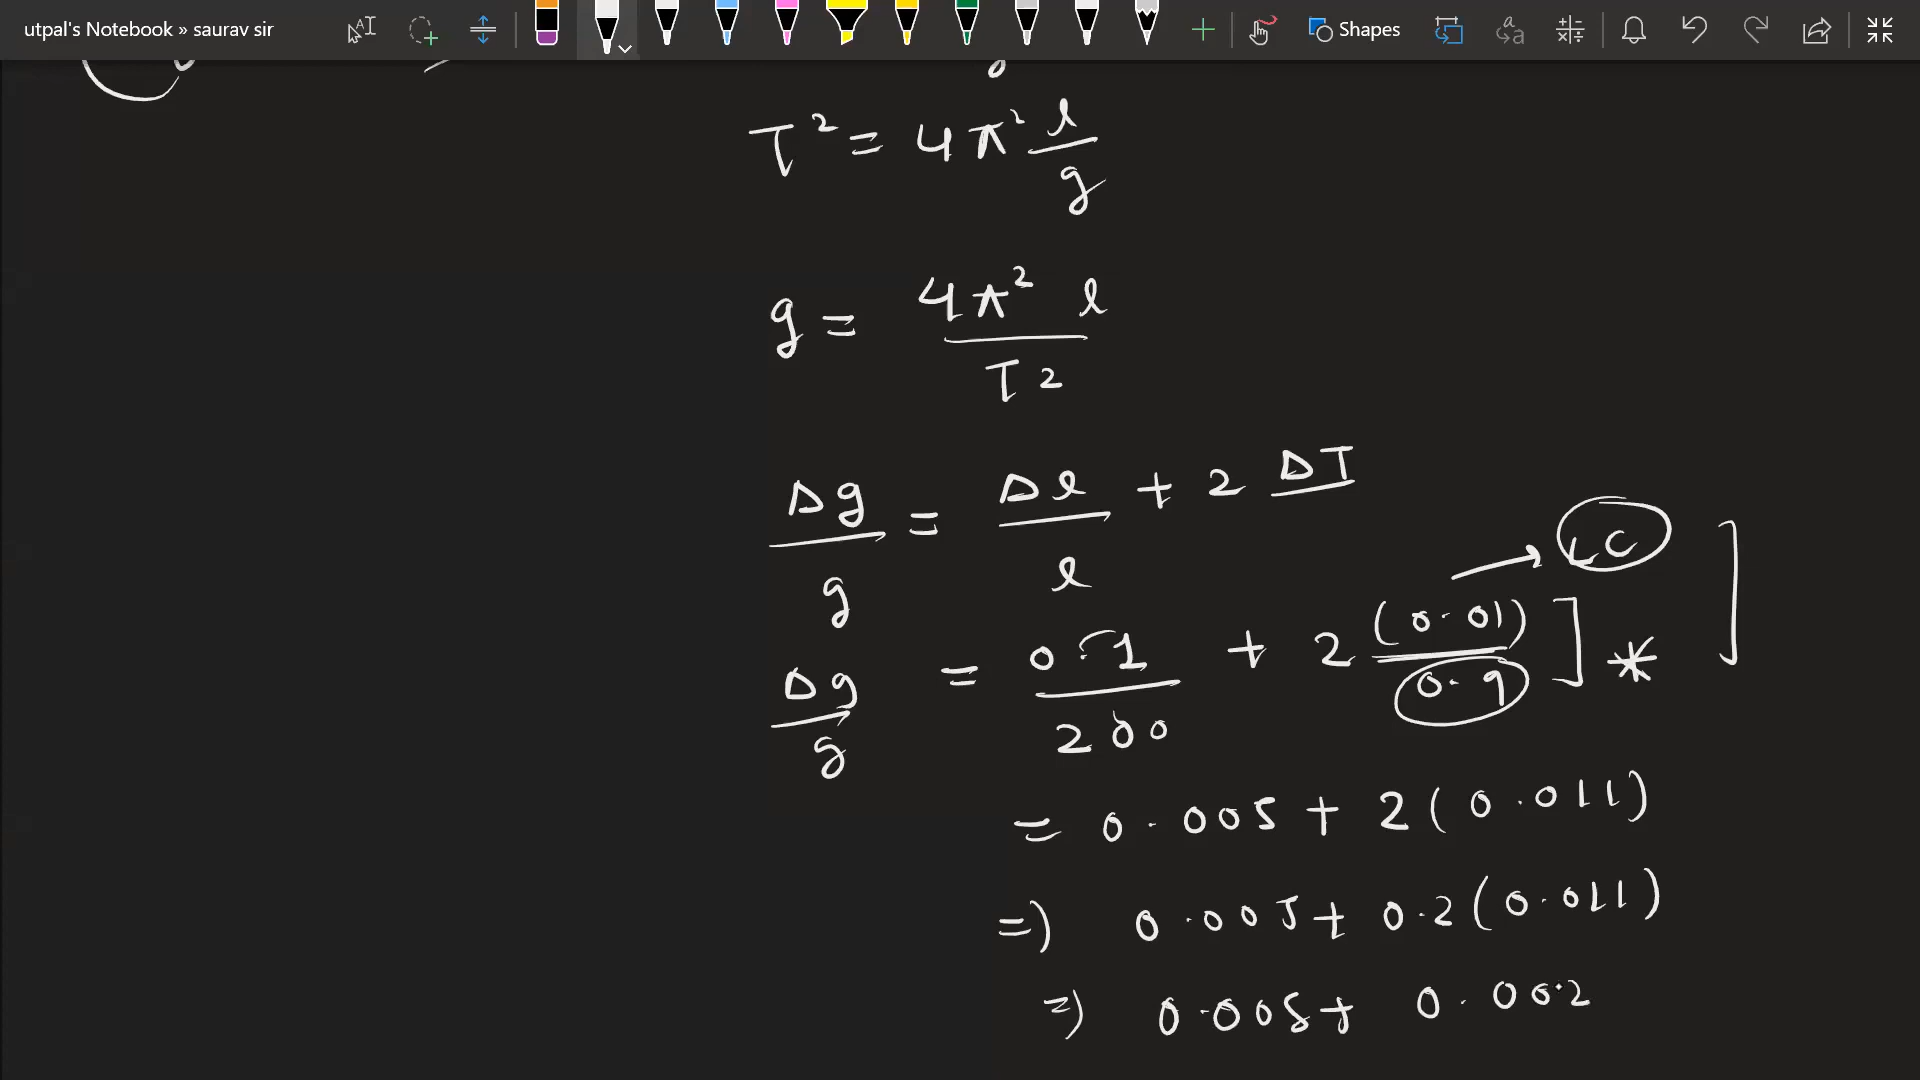 utpal's Notebook » saurav sir
Shapes
T² = 4π² l/g
g = 4π² l / T²
Δg/g = Δl/l + 2 ΔT
LC
Δg/g = 0.1/200 + 2 (0.01)/0.9 ] * ]
= 0.005 + 2(0.011)
=) 0.005 + 0.2(0.011)
=) 0.005 + 0.002